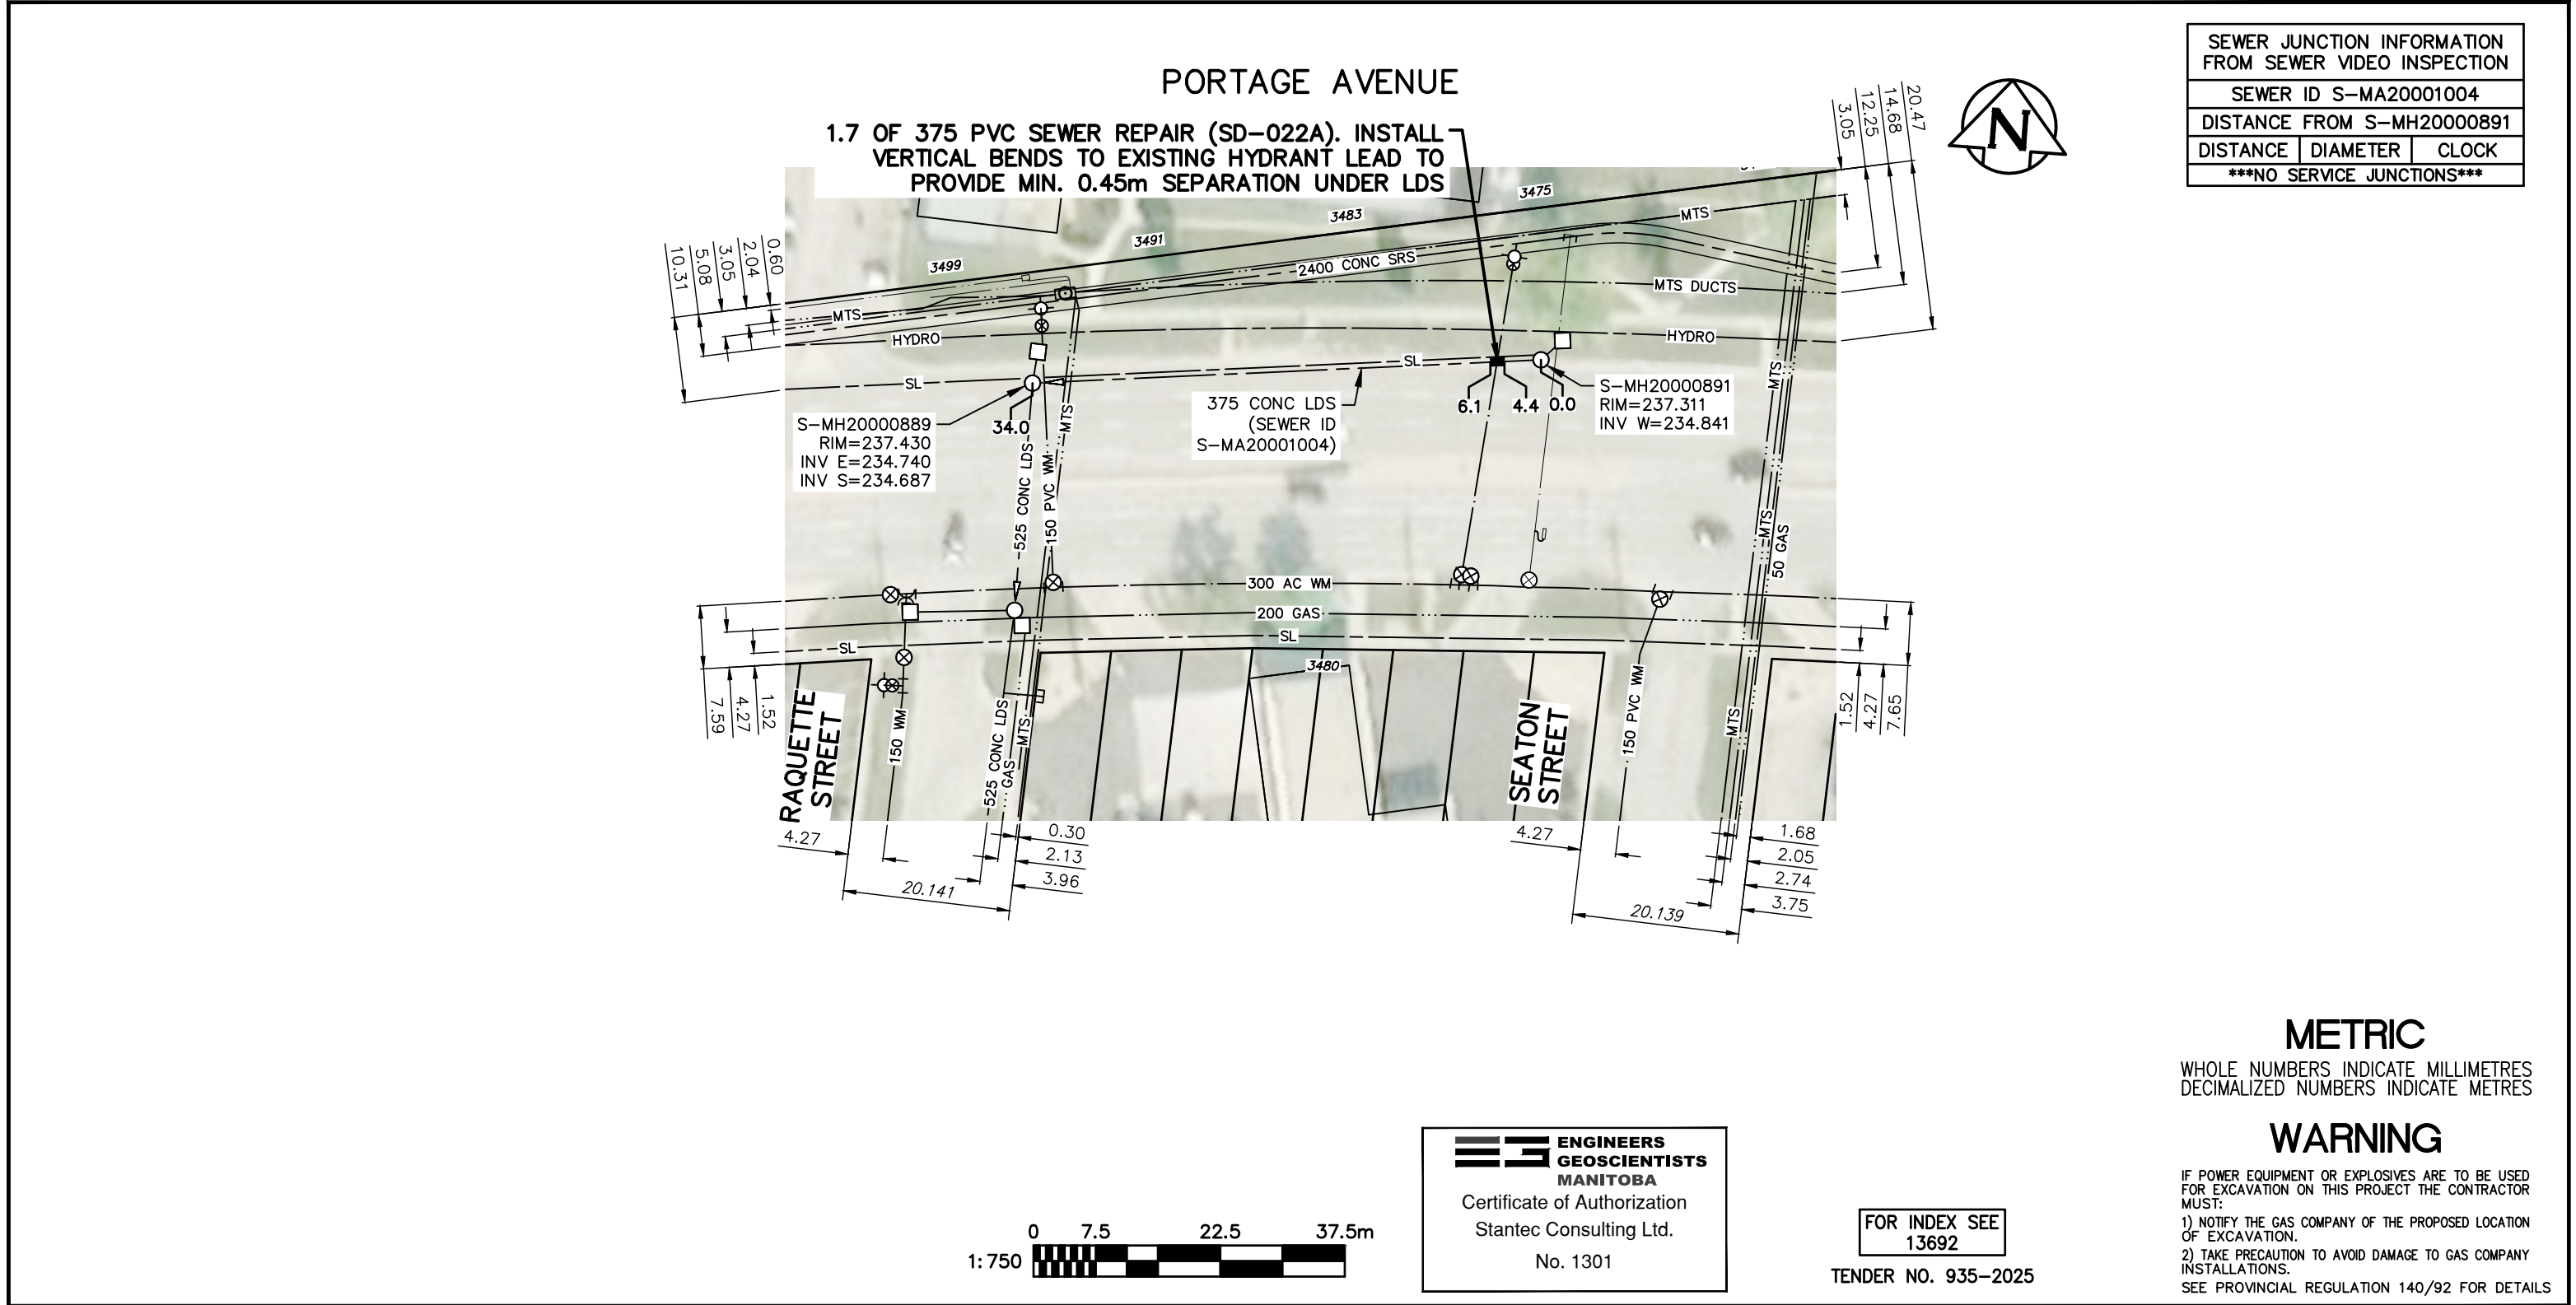 PORTAGE AVENUE
1.7 OF 375 PVC SEWER REPAIR (SD-022A). INSTALL
VERTICAL BENDS TO EXISTING HYDRANT LEAD TO
PROVIDE MIN. 0.45m SEPARATION UNDER LDS
SEWER JUNCTION INFORMATION
FROM SEWER VIDEO INSPECTION
SEWER ID S-MA20001004
DISTANCE FROM S-MH20000891
DISTANCE DIAMETER CLOCK
***NO SERVICE JUNCTIONS***
N
3.05
12.25
14.68
20.47
10.31
5.08
3.05
2.04
0.60
3499
3491
3483
3475
MTS
MTS
2400 CONC SRS
MTS DUCTS
HYDRO
HYDRO
SL
SL
S-MH20000889
RIM=237.430
INV E=234.740
INV S=234.687
34.0
375 CONC LDS
(SEWER ID
S-MA20001004)
6.1
4.4
0.0
S-MH20000891
RIM=237.311
INV W=234.841
525 CONC LDS
150 PVC WM
MTS
MTS
MTS
50 GAS
300 AC WM
200 GAS
SL
SL
3480
RAQUETTE
STREET
150 WM
525 CONC LDS
GAS
MTS
SEATON
STREET
150 PVC WM
MTS
7.59
4.27
1.52
1.52
4.27
7.65
4.27
20.141
0.30
2.13
3.96
4.27
20.139
1.68
2.05
2.74
3.75
METRIC
WHOLE NUMBERS INDICATE MILLIMETRES
DECIMALIZED NUMBERS INDICATE METRES
WARNING
IF POWER EQUIPMENT OR EXPLOSIVES ARE TO BE USED
FOR EXCAVATION ON THIS PROJECT THE CONTRACTOR
MUST:
1) NOTIFY THE GAS COMPANY OF THE PROPOSED LOCATION
OF EXCAVATION.
2) TAKE PRECAUTION TO AVOID DAMAGE TO GAS COMPANY
INSTALLATIONS.
SEE PROVINCIAL REGULATION 140/92 FOR DETAILS
0 7.5 22.5 37.5m
1:750
ENGINEERS
GEOSCIENTISTS
MANITOBA
Certificate of Authorization
Stantec Consulting Ltd.
No. 1301
FOR INDEX SEE
13692
TENDER NO. 935-2025